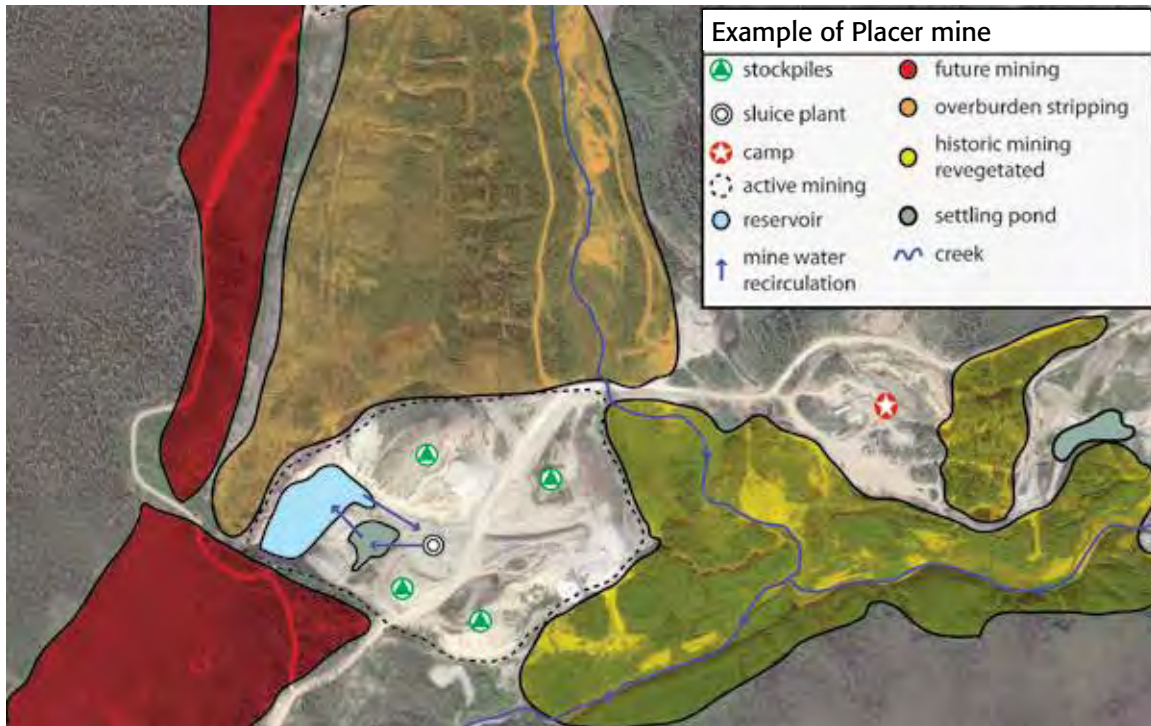 Example of Placer mine
stockpiles
sluice plant
camp
active mining
reservoir
mine water
recirculation
future mining
overburden stripping
historic mining
revegetated
settling pond
creek